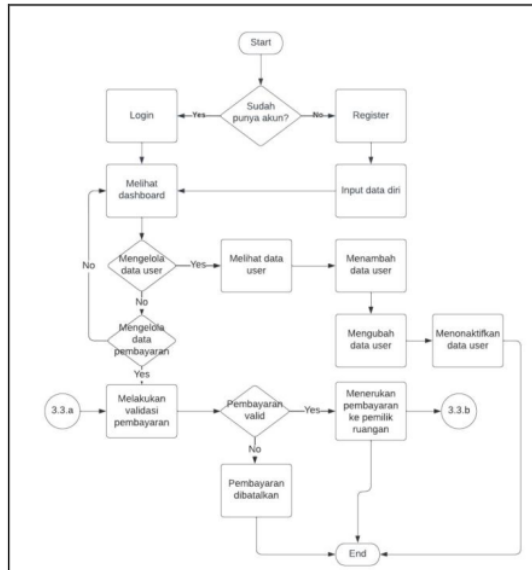 Start
Sudah
punya akun?
Yes
No
Login
Register
Melihat
dashboard
Input data diri
No
Mengelola
data user
Yes
Melihat data
user
Menambah
data user
No
Mengelola
data
pembayaran
Mengubah
data user
Menonaktifkan
data user
Yes
3.3.a
Melakukan
validasi
pembayaran
Pembayaran
valid
Yes
Menerukan
pembayaran
ke pemilik
ruangan
3.3.b
No
Pembayaran
dibatalkan
End